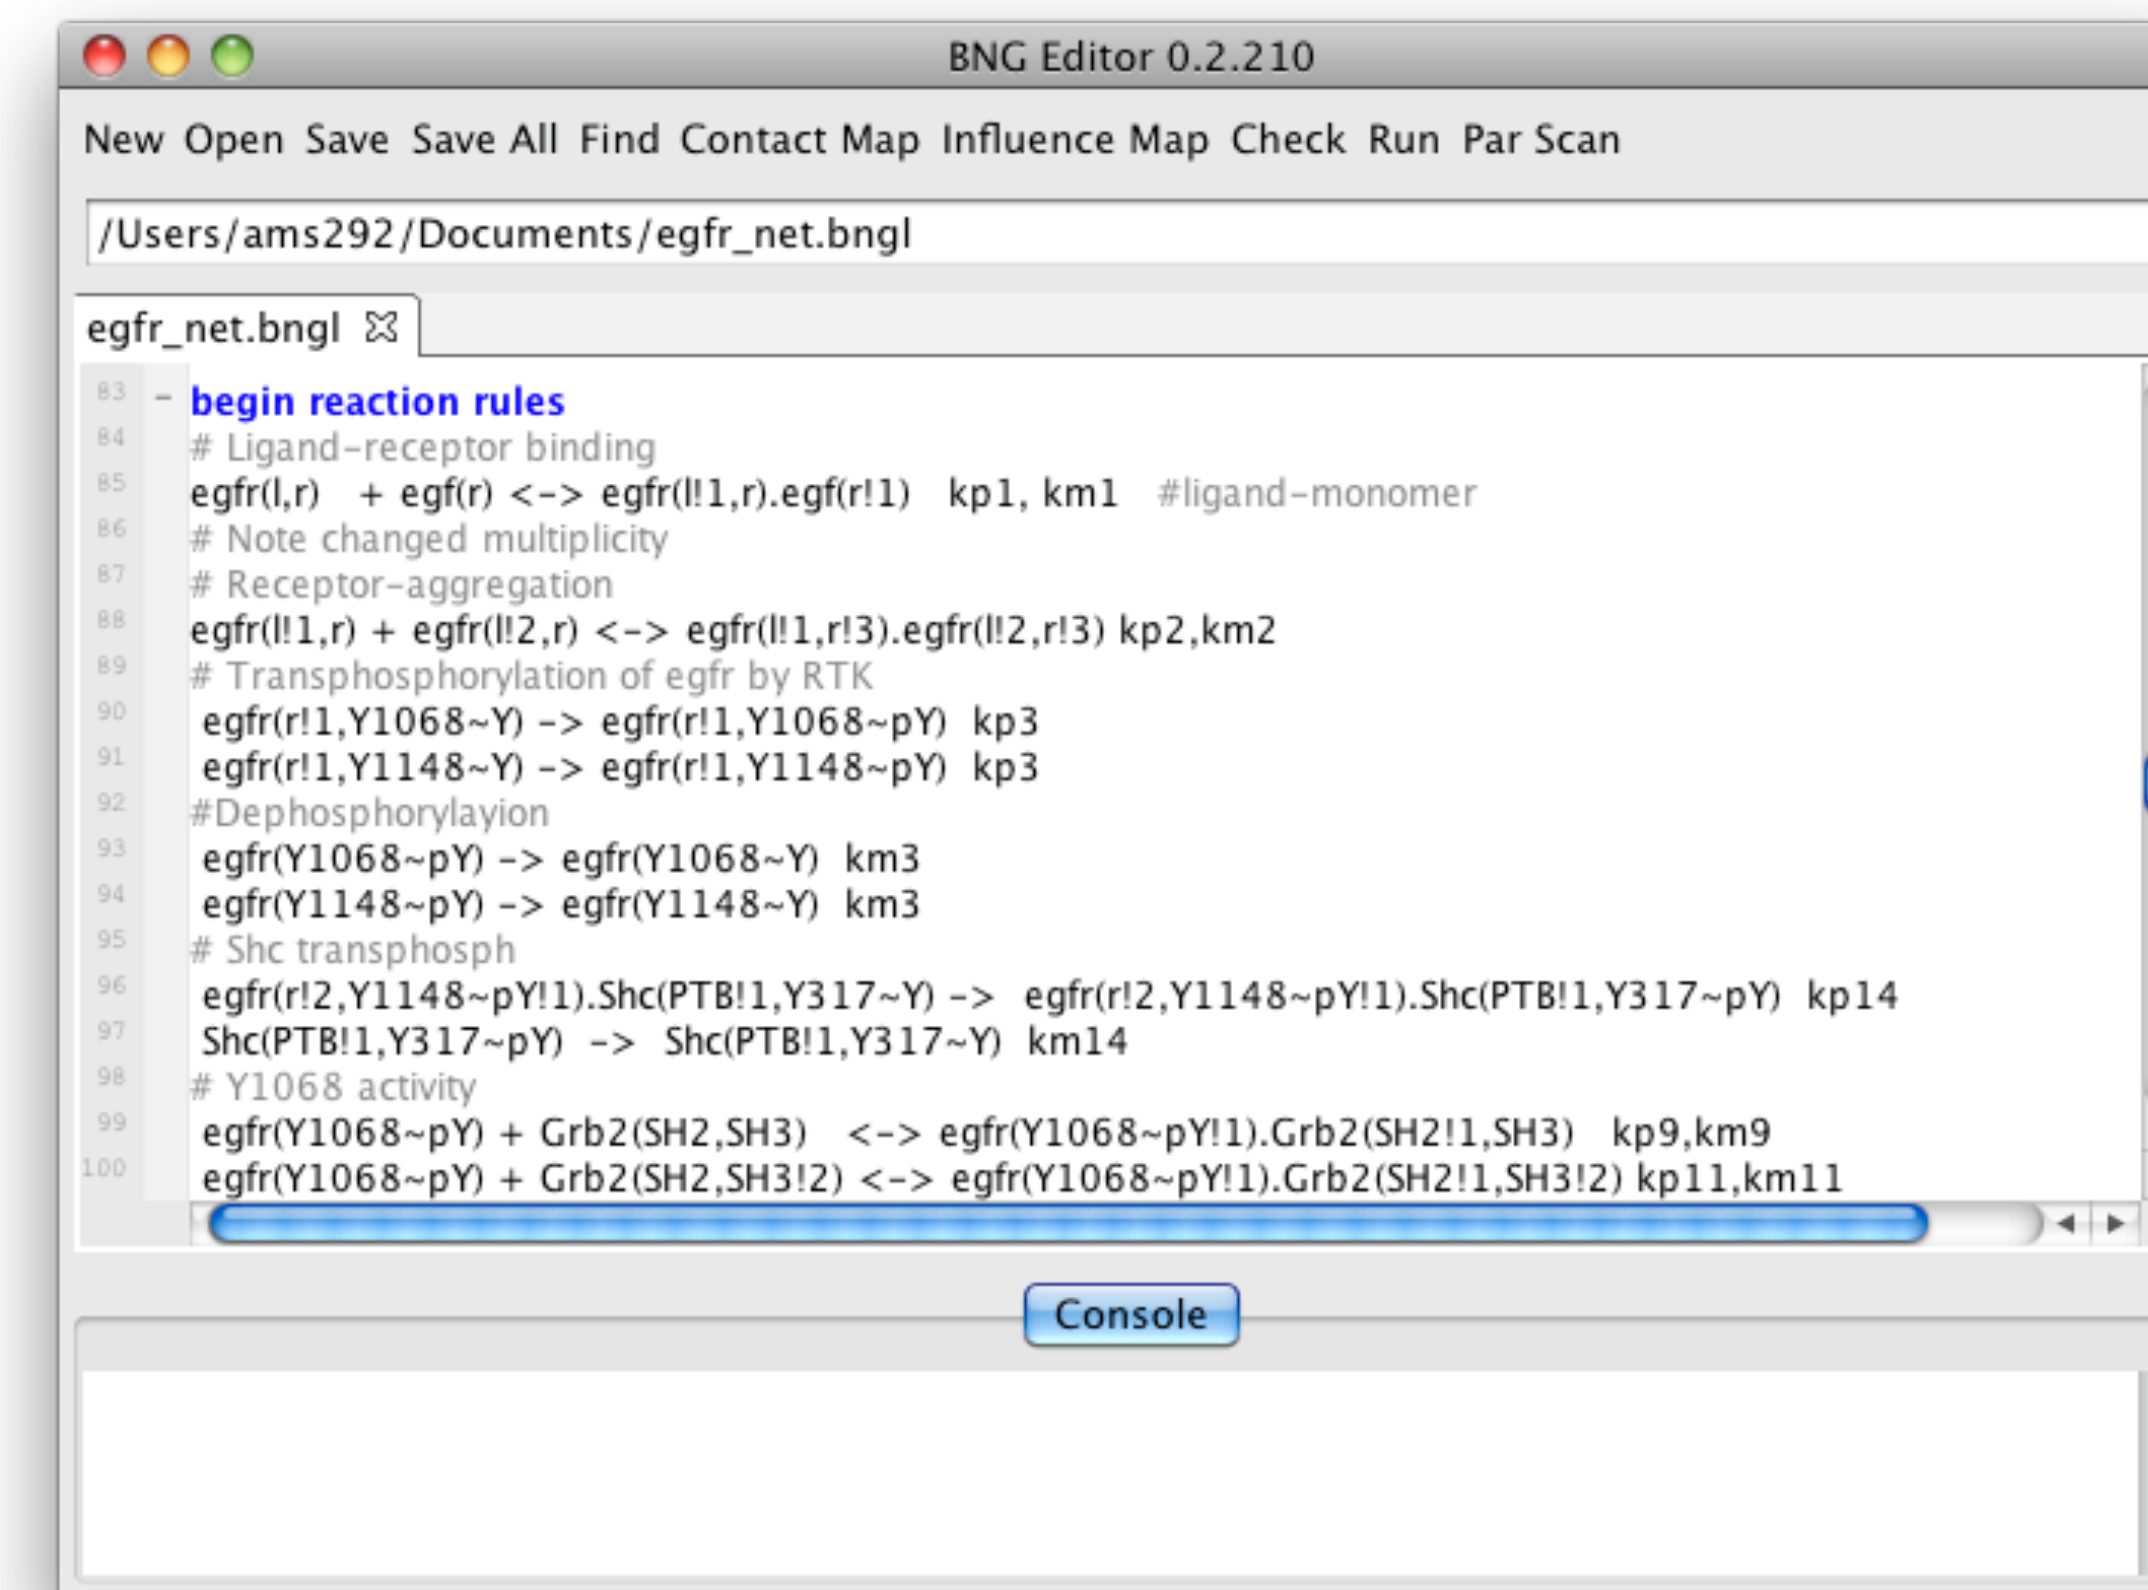 BNG Editor 0.2.210
New Open Save Save All Find Contact Map Influence Map Check Run Par Scan
/Users/ams292/Documents/egfr_net.bngl
egfr_net.bngl
83 – begin reaction rules
84 # Ligand-receptor binding
85 egfr(l,r)   + egf(r) <-> egfr(l!1,r).egf(r!1)   kp1, km1   #ligand-monomer
86 # Note changed multiplicity
87 # Receptor-aggregation
88 egfr(l!1,r) + egfr(l!2,r) <-> egfr(l!1,r!3).egfr(l!2,r!3) kp2,km2
89 # Transphosphorylation of egfr by RTK
90  egfr(r!1,Y1068~Y) -> egfr(r!1,Y1068~pY)  kp3
91  egfr(r!1,Y1148~Y) -> egfr(r!1,Y1148~pY)  kp3
92 #Dephosphorylayion
93  egfr(Y1068~pY) -> egfr(Y1068~Y)  km3
94  egfr(Y1148~pY) -> egfr(Y1148~Y)  km3
95 # Shc transphosph
96  egfr(r!2,Y1148~pY!1).Shc(PTB!1,Y317~Y) ->  egfr(r!2,Y1148~pY!1).Shc(PTB!1,Y317~pY)  kp14
97  Shc(PTB!1,Y317~pY)  ->  Shc(PTB!1,Y317~Y)  km14
98 # Y1068 activity
99  egfr(Y1068~pY) + Grb2(SH2,SH3)   <-> egfr(Y1068~pY!1).Grb2(SH2!1,SH3)   kp9,km9
100  egfr(Y1068~pY) + Grb2(SH2,SH3!2) <-> egfr(Y1068~pY!1).Grb2(SH2!1,SH3!2) kp11,km11
Console